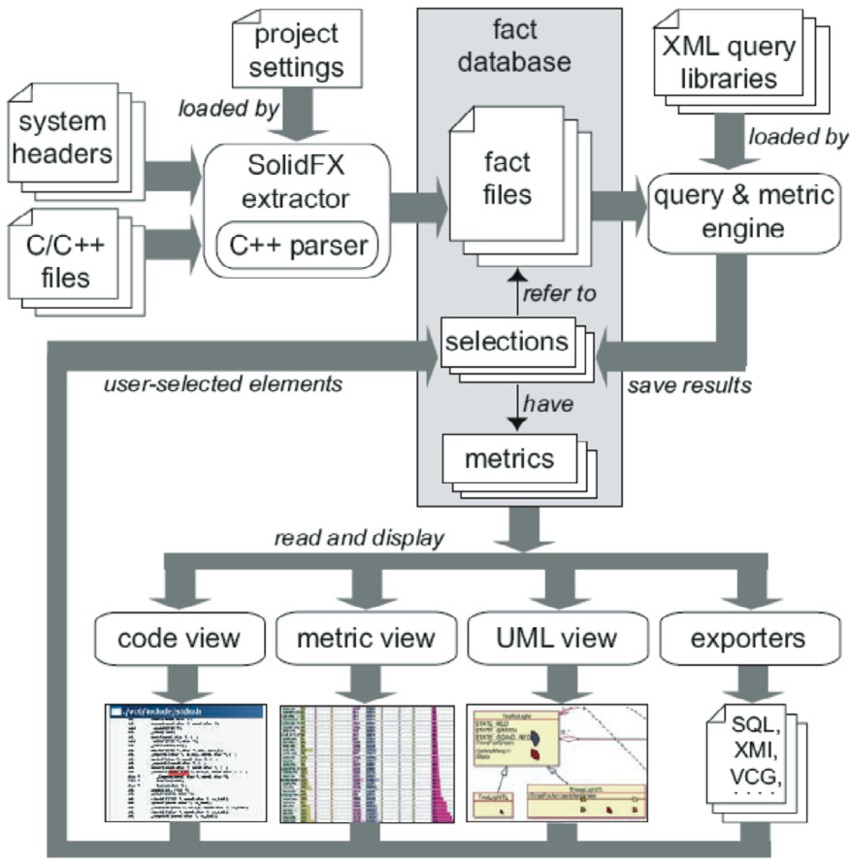 project
settings
fact
database
XML query
libraries
system
headers
loaded by
loaded by
SolidFX
extractor
C++ parser
fact
files
query & metric
engine
C/C++
files
refer to
selections
user-selected elements
save results
have
metrics
read and display
code view
metric view
UML view
exporters
SQL,
XMI,
VCG,
. . . .